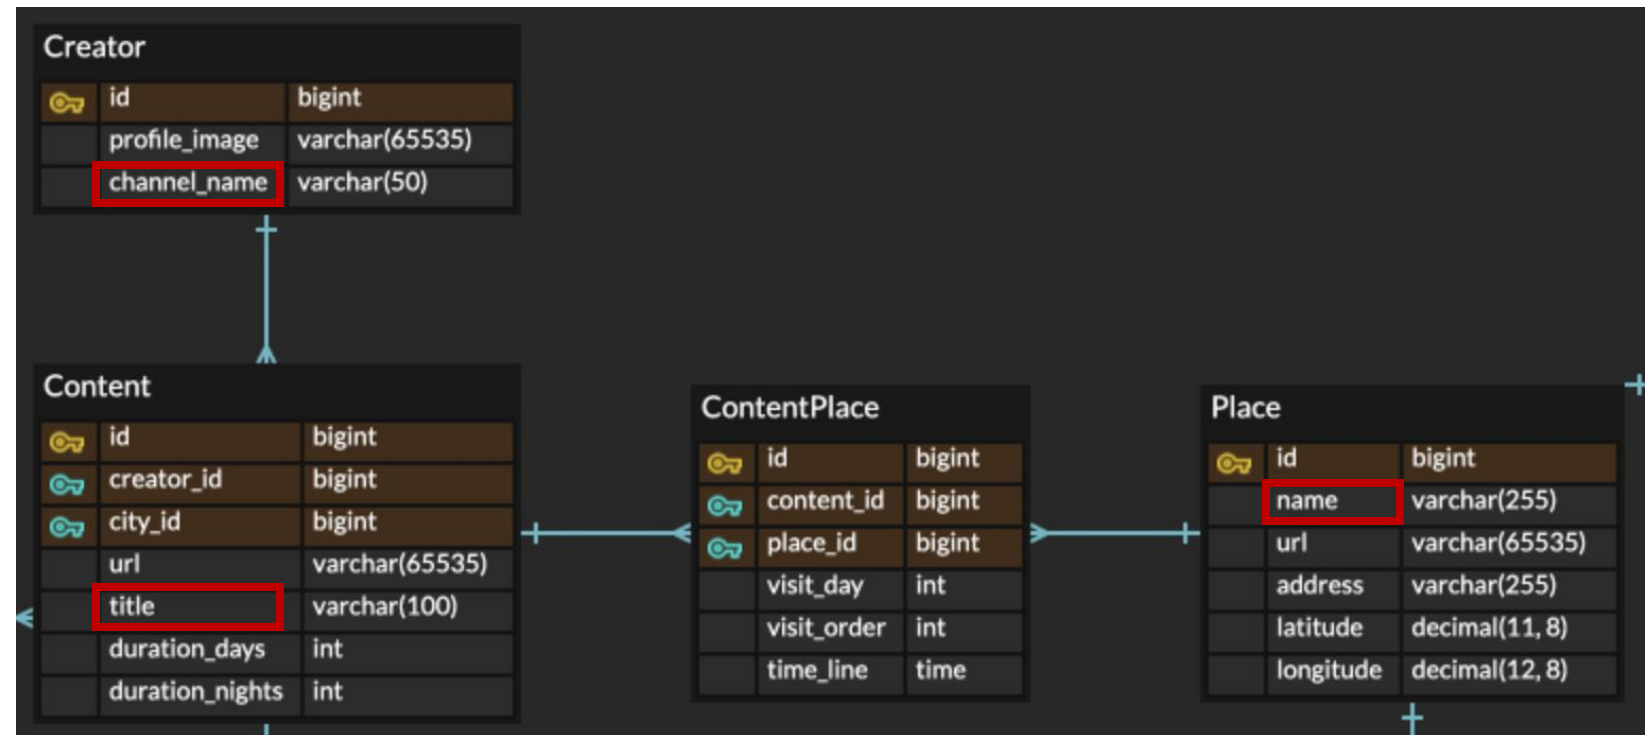 Creator
id bigint
profile_image varchar(65535)
channel_name varchar(50)
Content
id bigint
creator_id bigint
city_id bigint
url varchar(65535)
title varchar(100)
duration_days int
duration_nights int
ContentPlace
id bigint
content_id bigint
place_id bigint
visit_day int
visit_order int
time_line time
Place
id bigint
name varchar(255)
url varchar(65535)
address varchar(255)
latitude decimal(11, 8)
longitude decimal(12, 8)